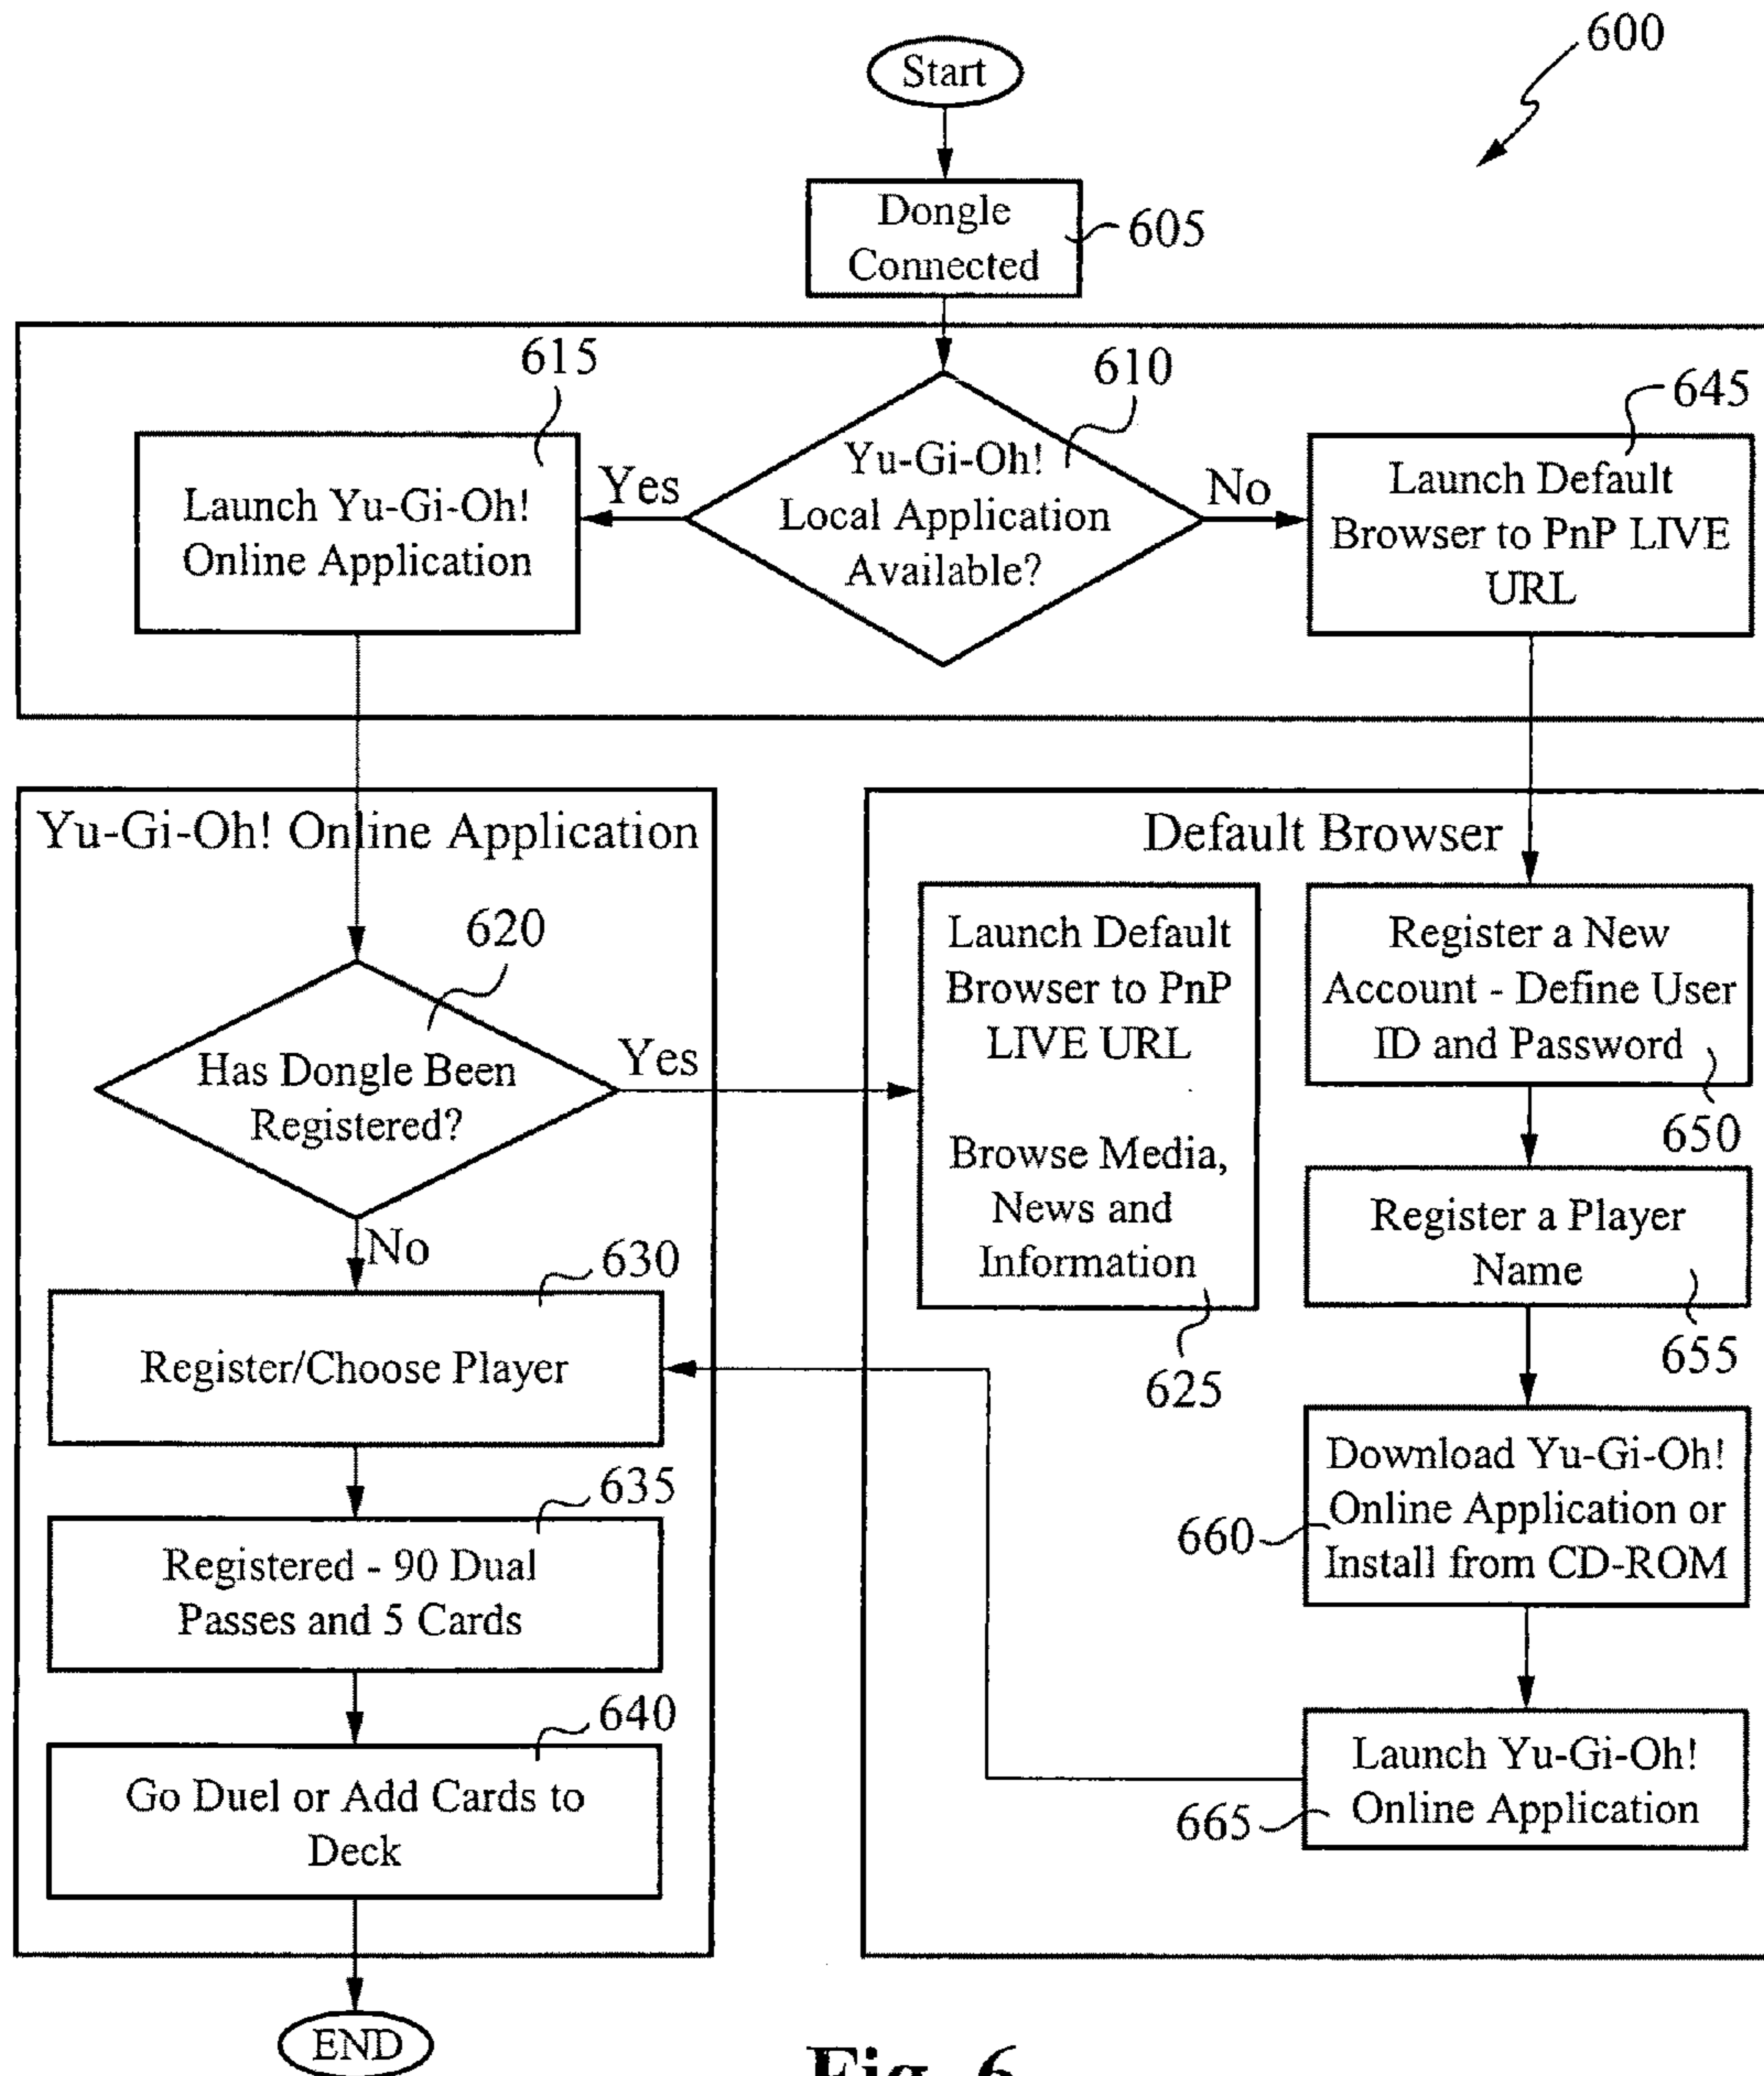 600
Start
Dongle
Connected
605
615
610
645
Launch Yu-Gi-Oh!
Online Application
Yes
Yu-Gi-Oh!
Local Application
Available?
No
Launch Default
Browser to PnP LIVE
URL
Yu-Gi-Oh! Online Application
620
Has Dongle Been
Registered?
Yes
No
630
Register/Choose Player
635
Registered - 90 Dual
Passes and 5 Cards
640
Go Duel or Add Cards to
Deck
END
Default Browser
Launch Default
Browser to PnP
LIVE URL
Browse Media,
News and
Information
625
Register a New
Account - Define User
ID and Password
650
Register a Player
Name
655
Download Yu-Gi-Oh!
Online Application or
Install from CD-ROM
660
Launch Yu-Gi-Oh!
Online Application
665
Fig. 6